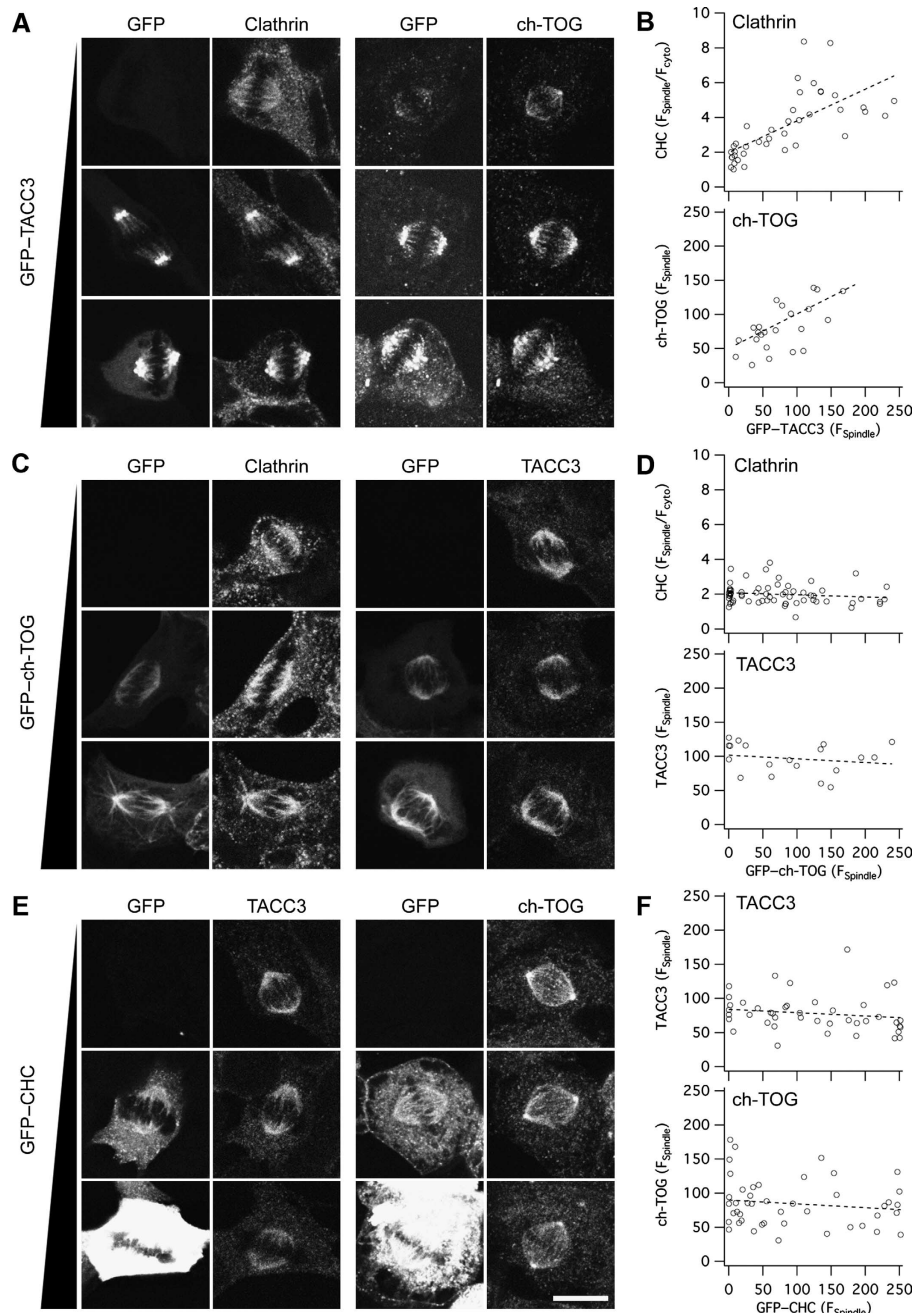 A
GFP Clathrin GFP ch-TOG
GFP–TACC3
B
Clathrin
CHC (FSpindle/Fcyto)
10
8
6
4
2
0
ch-TOG
ch-TOG (FSpindle)
250
200
150
100
50
0
0 50 100 150 200 250
GFP–TACC3 (FSpindle)
C
GFP Clathrin GFP TACC3
GFP–ch-TOG
D
Clathrin
CHC (FSpindle/Fcyto)
10
8
6
4
2
0
TACC3
TACC3 (FSpindle)
250
200
150
100
50
0
0 50 100 150 200 250
GFP–ch-TOG (FSpindle)
E
GFP TACC3 GFP ch-TOG
GFP–CHC
F
TACC3
TACC3 (FSpindle)
250
200
150
100
50
0
ch-TOG
ch-TOG (FSpindle)
250
200
150
100
50
0
0 50 100 150 200 250
GFP–CHC (FSpindle)